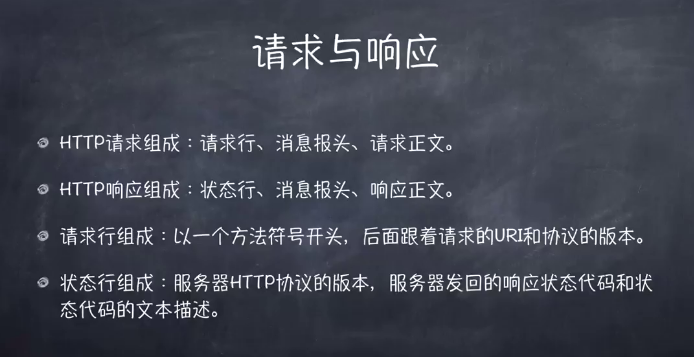 请求与响应
HTTP请求组成：请求行、消息报头、请求正文。
HTTP响应组成：状态行、消息报头、响应正文。
请求行组成：以一个方法符号开头，后面跟着请求的URI和协议的版本。
状态行组成：服务器HTTP协议的版本，服务器发回的响应状态代码和状
态代码的文本描述。